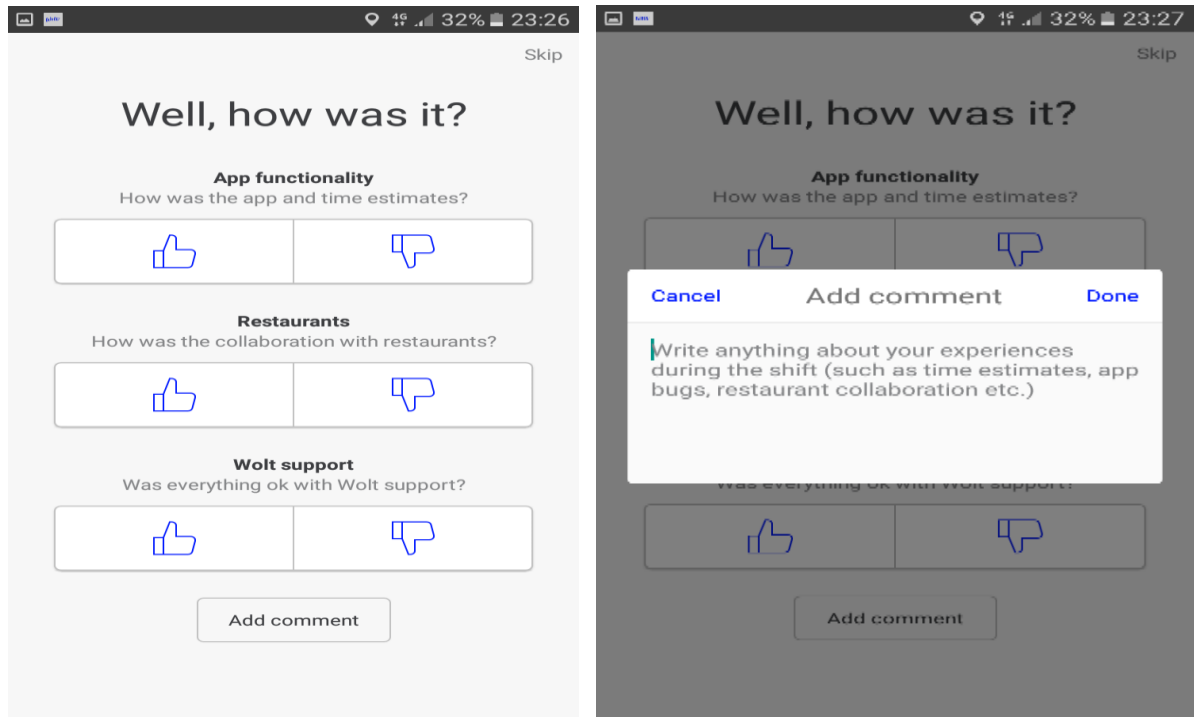 32% 23:26
Skip
Well, how was it?
App functionality
How was the app and time estimates?
Restaurants
How was the collaboration with restaurants?
Wolt support
Was everything ok with Wolt support?
Add comment
4G 32% 23:27
Skip
Well, how was it?
App functionality
How was the app and time estimates?
Cancel Add comment Done
Write anything about your experiences
during the shift (such as time estimates, app
bugs, restaurant collaboration etc.)
Was everything ok with Wolt support?
Add comment